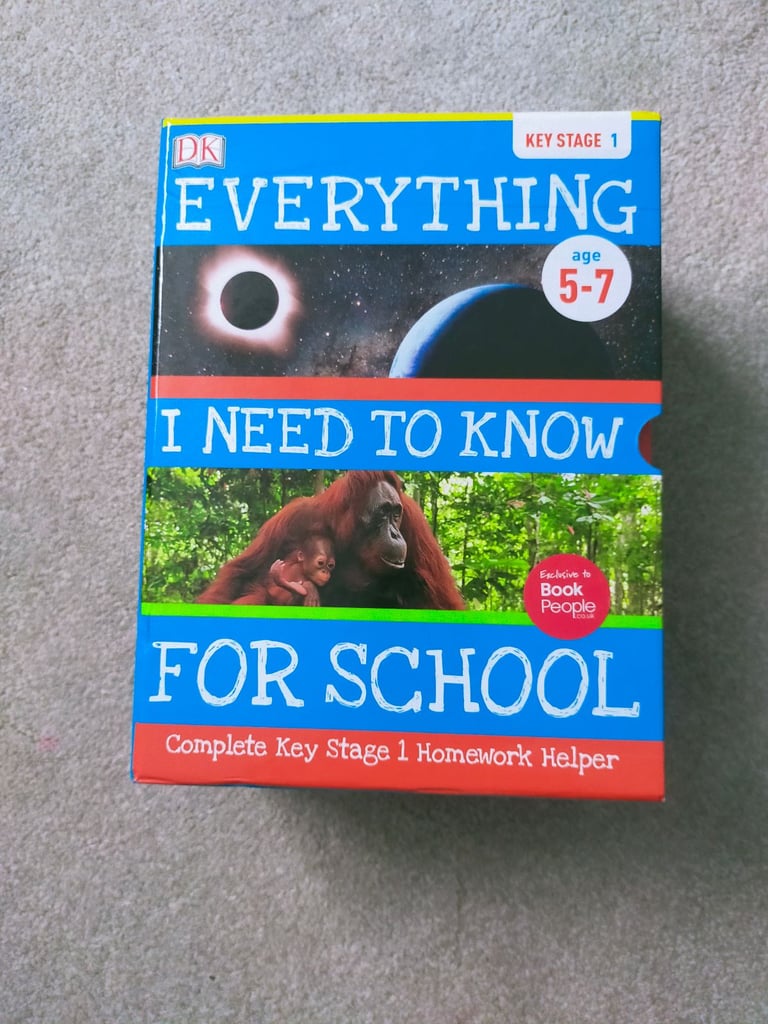 DK
KEY STAGE 1
EVERYTHING
age
5-7
I NEED TO KNOW
Exclusive to
Book
People
.co.uk
FOR SCHOOL
Complete Key Stage 1 Homework Helper